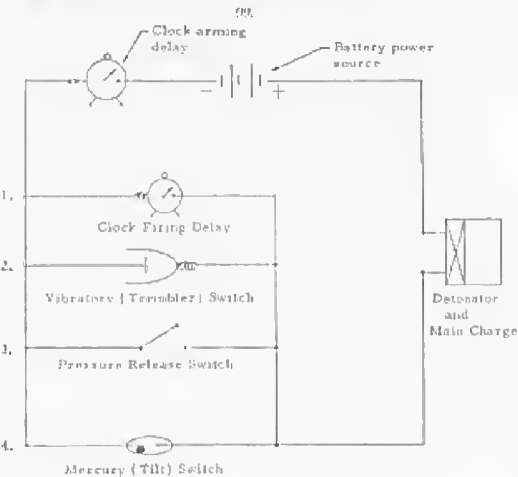 99.
Clock arming
delay
Battery power
source
− +
1.
Clock Firing Delay
2.
Vibratory (Trembler) Switch
Detonator
and
Main Charge
3.
Pressure Release Switch
4.
Mercury (Tilt) Switch